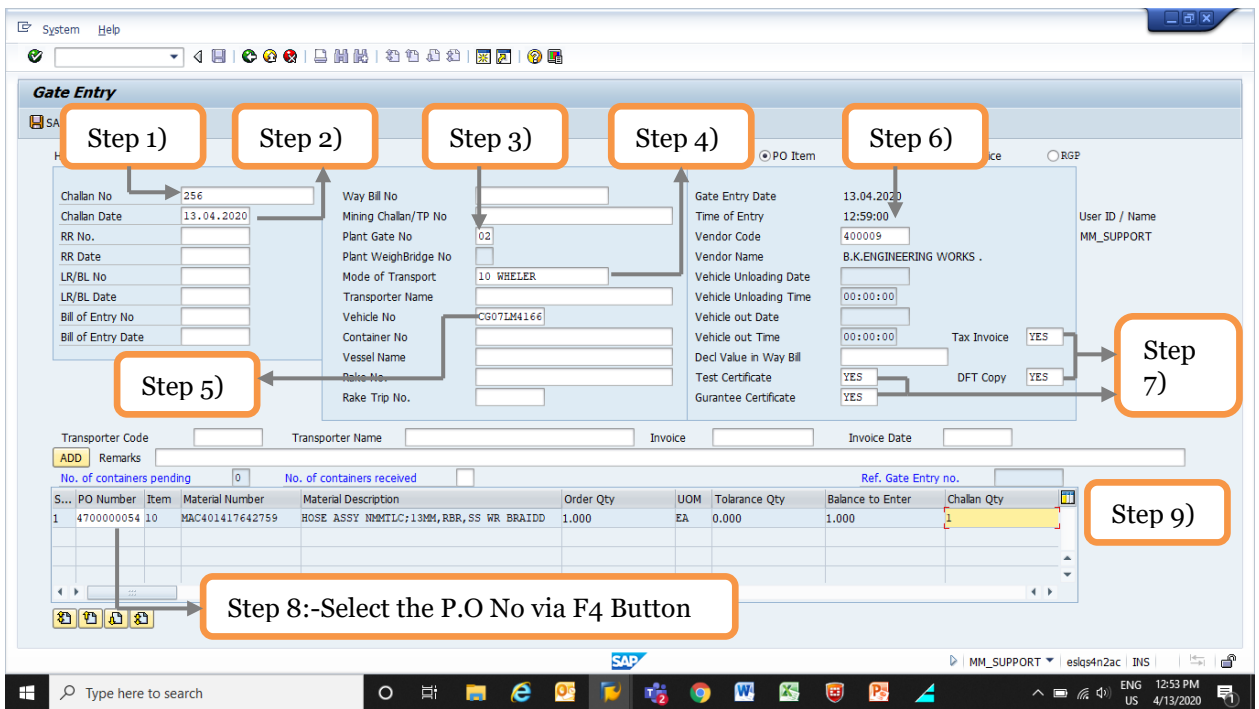 System Help
Gate Entry
SA
Step 1)
Step 2)
Step 3)
Step 4)
Step 6)
H
PO Item
ice
RGP
Challan No 256 Way Bill No Gate Entry Date 13.04.2020
Challan Date 13.04.2020 Mining Challan/TP No Time of Entry 12:59:00 User ID / Name
RR No. Plant Gate No 02 Vendor Code 400009 MM_SUPPORT
RR Date Plant WeighBridge No Vendor Name B.K.ENGINEERING WORKS .
LR/BL No Mode of Transport 10 WHELER Vehicle Unloading Date
LR/BL Date Transporter Name Vehicle Unloading Time 00:00:00
Bill of Entry No Vehicle No CG07LM4166 Vehicle out Date
Bill of Entry Date Container No Vehicle out Time 00:00:00 Tax Invoice YES
Vessel Name Decl Value in Way Bill
Step 7)
Step 5)
Rake No. Test Certificate YES DFT Copy YES
Rake Trip No. Gurantee Certificate YES
Transporter Code Transporter Name Invoice Invoice Date
ADD Remarks
No. of containers pending 0 No. of containers received Ref. Gate Entry no.
S... PO Number Item Material Number Material Description Order Qty UOM Tolarance Qty Balance to Enter Challan Qty
1 4700000054 10 MAC401417642759 HOSE ASSY NMMTLC;13MM,RBR,SS WR BRAIDD 1.000 EA 0.000 1.000 1
Step 9)
Step 8:-Select the P.O No via F4 Button
SAP MM_SUPPORT eslqs4n2ac INS
Type here to search 2 ENG 12:53 PM
US 4/13/2020 1